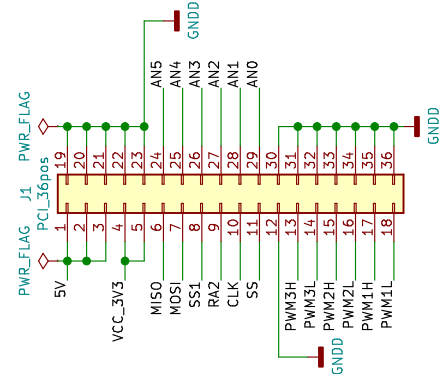 GNDD
AN5
AN4
AN3
AN2
AN1
AN0
PWR_FLAG
GNDD
19
20
21
22
23
24
25
26
27
28
29
30
31
32
33
34
35
36
J1
PCI_36pos
1
2
3
4
5
6
7
8
9
10
11
12
13
14
15
16
17
18
PWR_FLAG
5V
VCC_3V3
MISO
MOSI
SS1
RA2
CLK
SS
PWM3H
PWM3L
PWM2H
PWM2L
PWM1H
PWM1L
GNDD